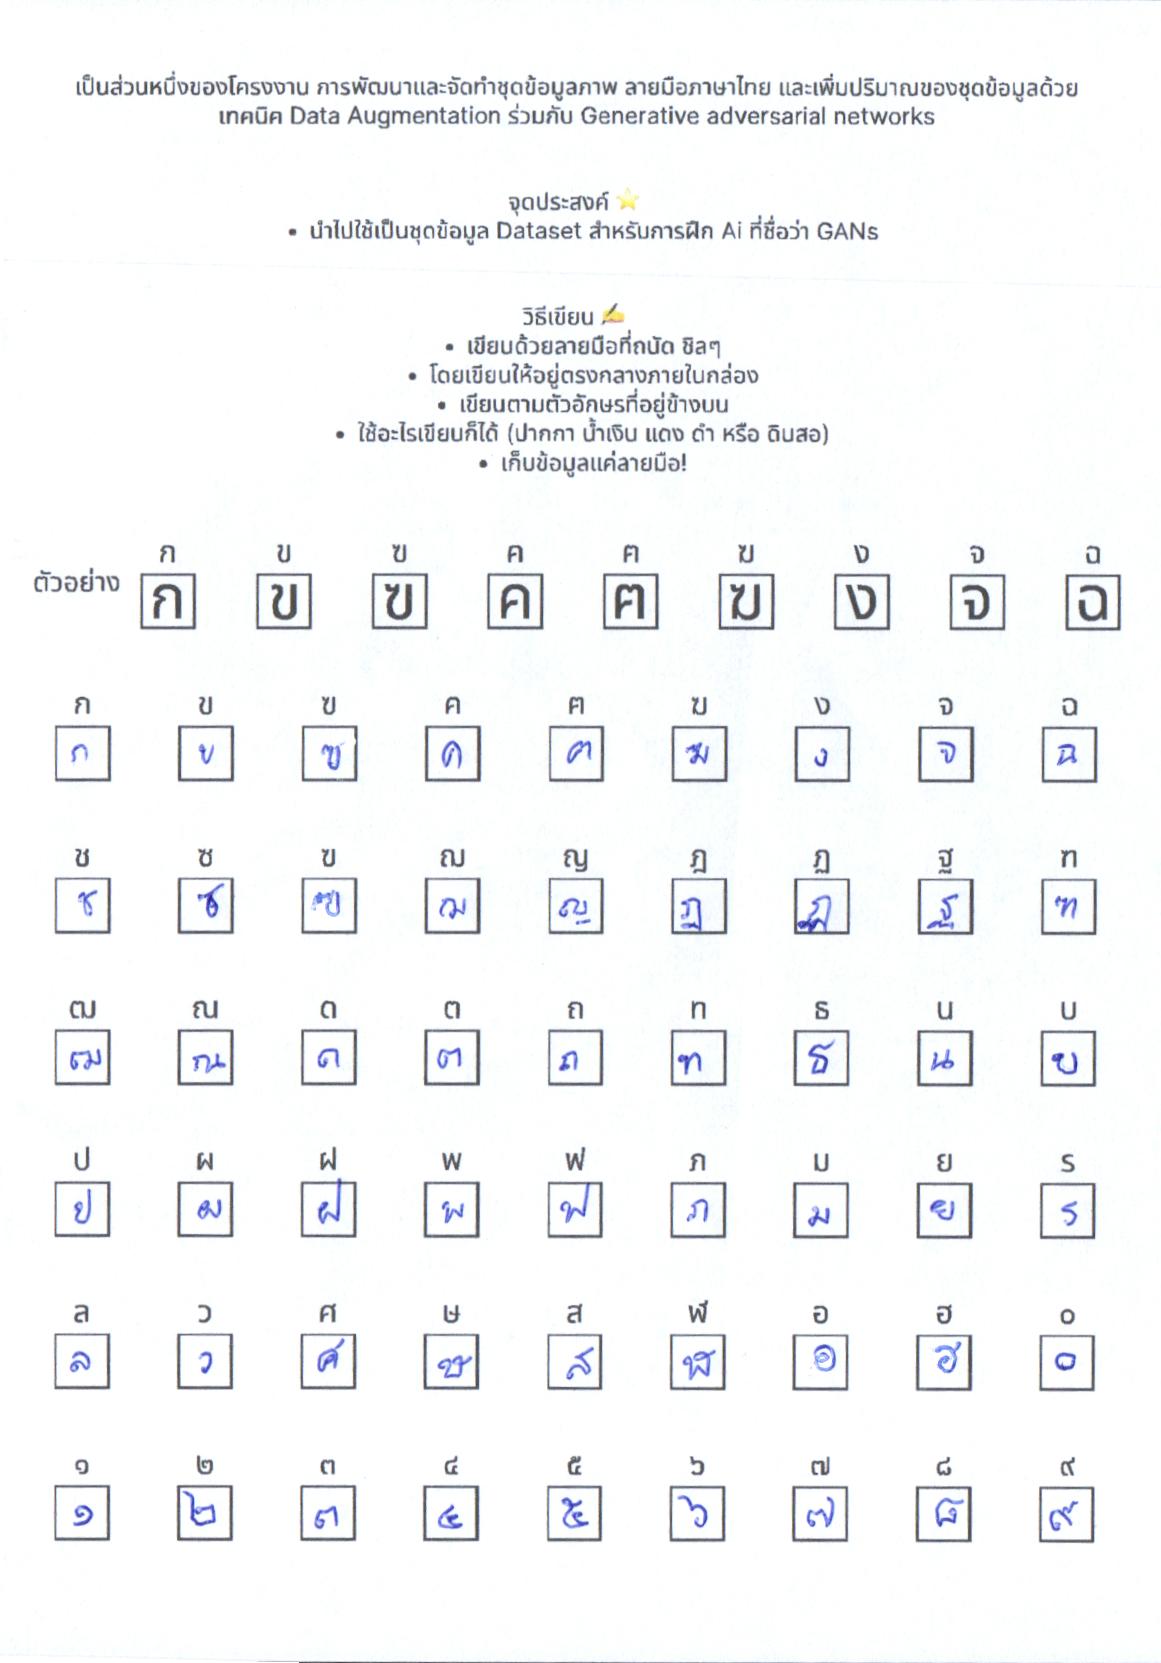 เป็นส่วนหนึ่งของโครงงาน การพัฒนาและจัดทำชุดข้อมูลภาพ ลายมือภาษาไทย และเพิ่มปริมาณของชุดข้อมูลด้วย
เทคนิค Data Augmentation ร่วมกับ Generative adversarial networks
จุดประสงค์ ⭐
• นำไปใช้เป็นชุดข้อมูล Dataset สำหรับการฝึก Ai ที่ชื่อว่า GANs
วิธีเขียน ✍
• เขียนด้วยลายมือที่ถนัด ชิลๆ
• โดยเขียนให้อยู่ตรงกลางภายในกล่อง
• เขียนตามตัวอักษรที่อยู่ข้างบน
• ใช้อะไรเขียนก็ได้ (ปากกา น้ำเงิน แดง ดำ หรือ ดินสอ)
• เก็บข้อมูลแค่ลายมือ!
ก ข ฃ ค ฅ ฆ ง จ ฉ
ตัวอย่าง ก ข ฃ ค ฅ ฆ ง จ ฉ
ก ข ฃ ค ฅ ฆ ง จ ฉ
ก ข ฃ ค ฅ ฆ ง จ ฉ
ช ซ ฃ ฌ ญ ฎ ฏ ฐ ฑ
ช ซ ฃ ฌ ญ ฎ ฏ ฐ ฑ
ฒ ณ ด ต ถ ท ธ น บ
ฒ ณ ด ต ถ ท ธ น บ
ป ผ ฝ พ ฟ ภ ม ย ร
ป ผ ฝ พ ฟ ภ ม ย ร
ล ว ศ ษ ส ฬ อ ฮ ๐
ล ว ศ ษ ส ฬ อ ฮ ๐
๑ ๒ ๓ ๔ ๕ ๖ ๗ ๘ ๙
๑ ๒ ๓ ๔ ๕ ๖ ๗ ๘ ๙